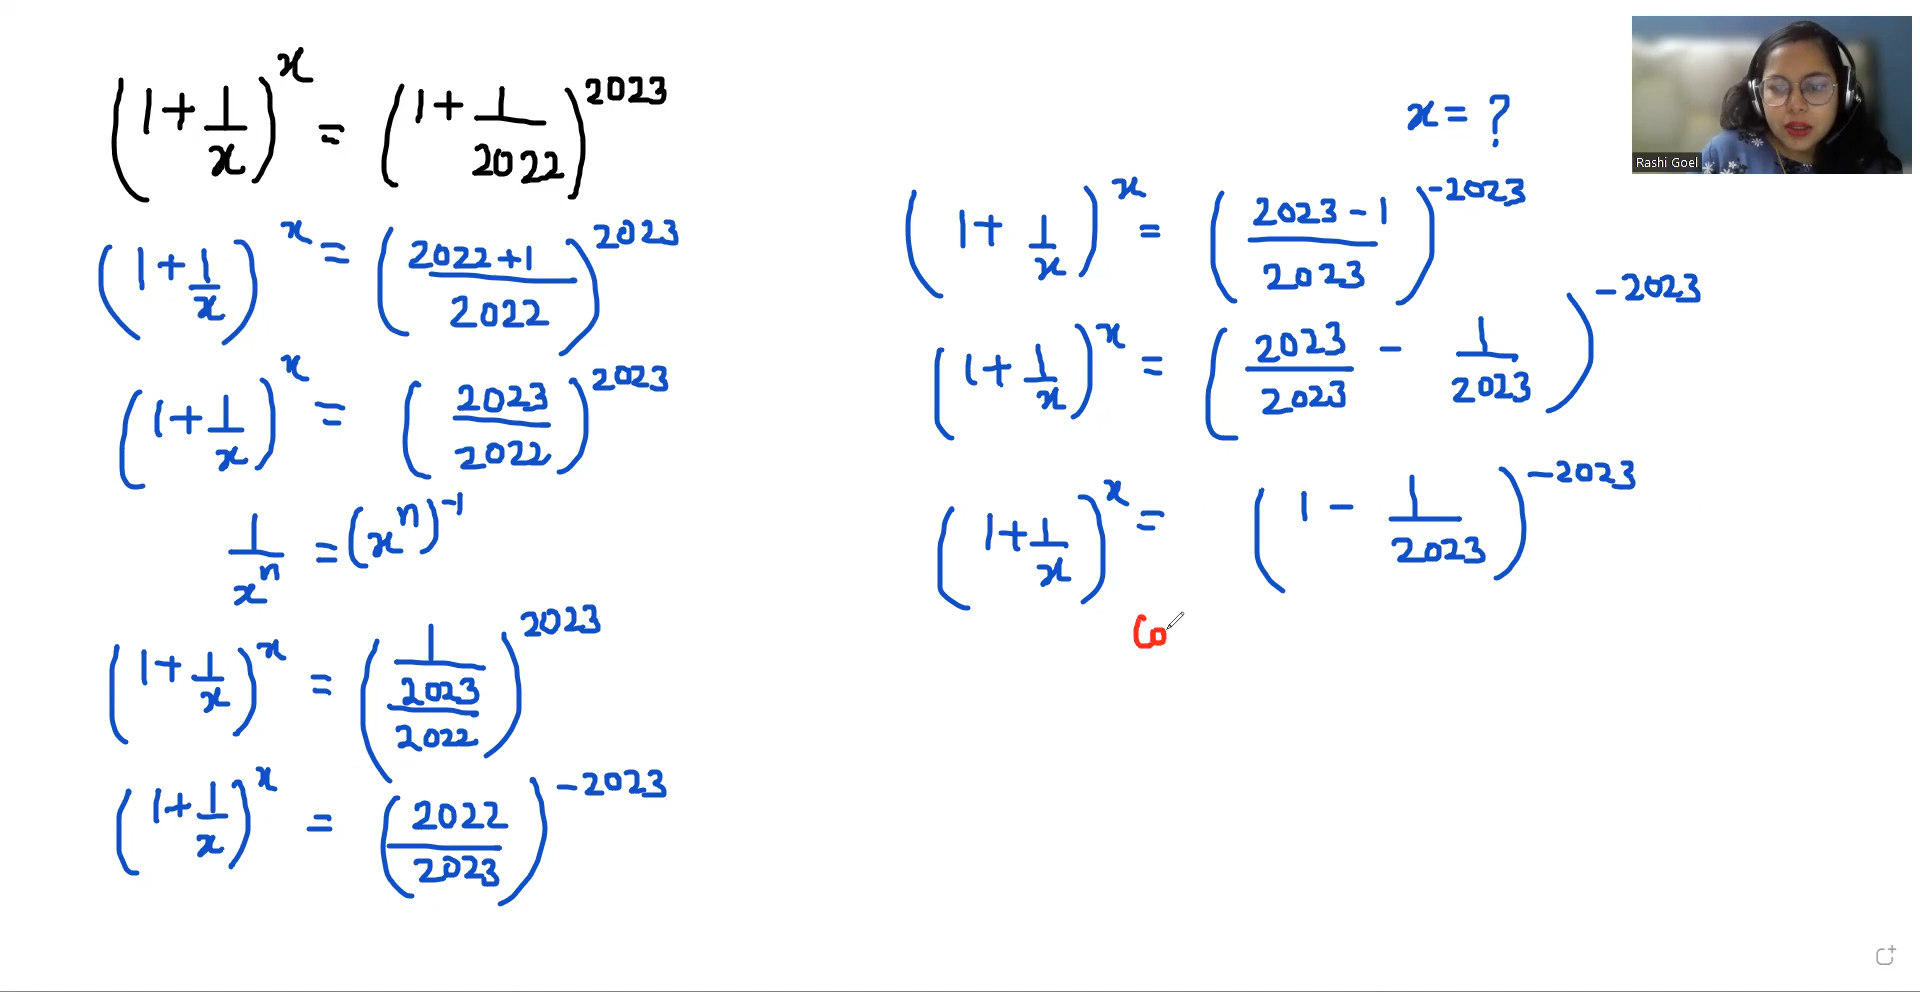 (1 + 1/x)^x = (1 + 1/2022)^2023
(1 + 1/x)^x = ((2022 + 1)/2022)^2023
(1 + 1/x)^x = (2023/2022)^2023
1/x^n = (x^n)^-1
(1 + 1/x)^x = (1/(2023/2022))^2023
(1 + 1/x)^x = (2022/2023)^-2023
x = ?
(1 + 1/x)^x = ((2023 - 1)/2023)^-2023
(1 + 1/x)^x = (2023/2023 - 1/2023)^-2023
(1 + 1/x)^x = (1 - 1/2023)^-2023
Co
Rashi Goel